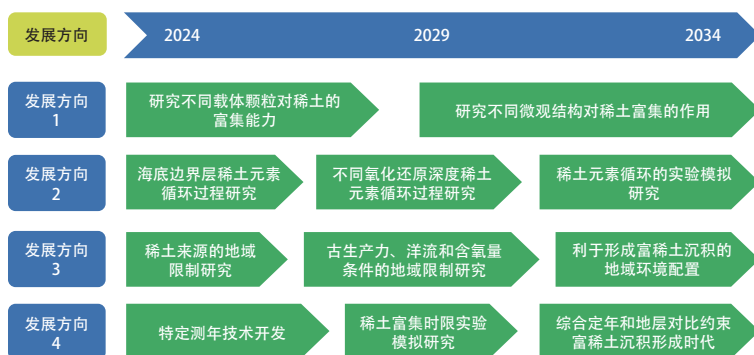 发展方向
2024
2029
2034
发展方向
1
研究不同载体颗粒对稀土的
富集能力
研究不同微观结构对稀土富集的作用
发展方向
2
海底边界层稀土元素
循环过程研究
不同氧化还原深度稀土
元素循环过程研究
稀土元素循环的实验模拟
研究
发展方向
3
稀土来源的地域
限制研究
古生产力、洋流和含氧量
条件的地域限制研究
利于形成富稀土沉积的
地域环境配置
发展方向
4
特定测年技术开发
稀土富集时限实验
模拟研究
综合定年和地层对比约束
富稀土沉积形成时代